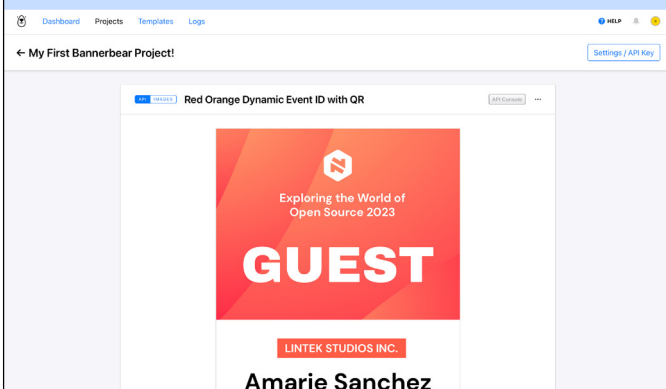 Dashboard Projects Templates Logs
HELP
← My First Bannerbear Project!
Settings / API Key
API IMAGES Red Orange Dynamic Event ID with QR
API Console ...
Exploring the World of
Open Source 2023
GUEST
LINTEK STUDIOS INC.
Amarie Sanchez